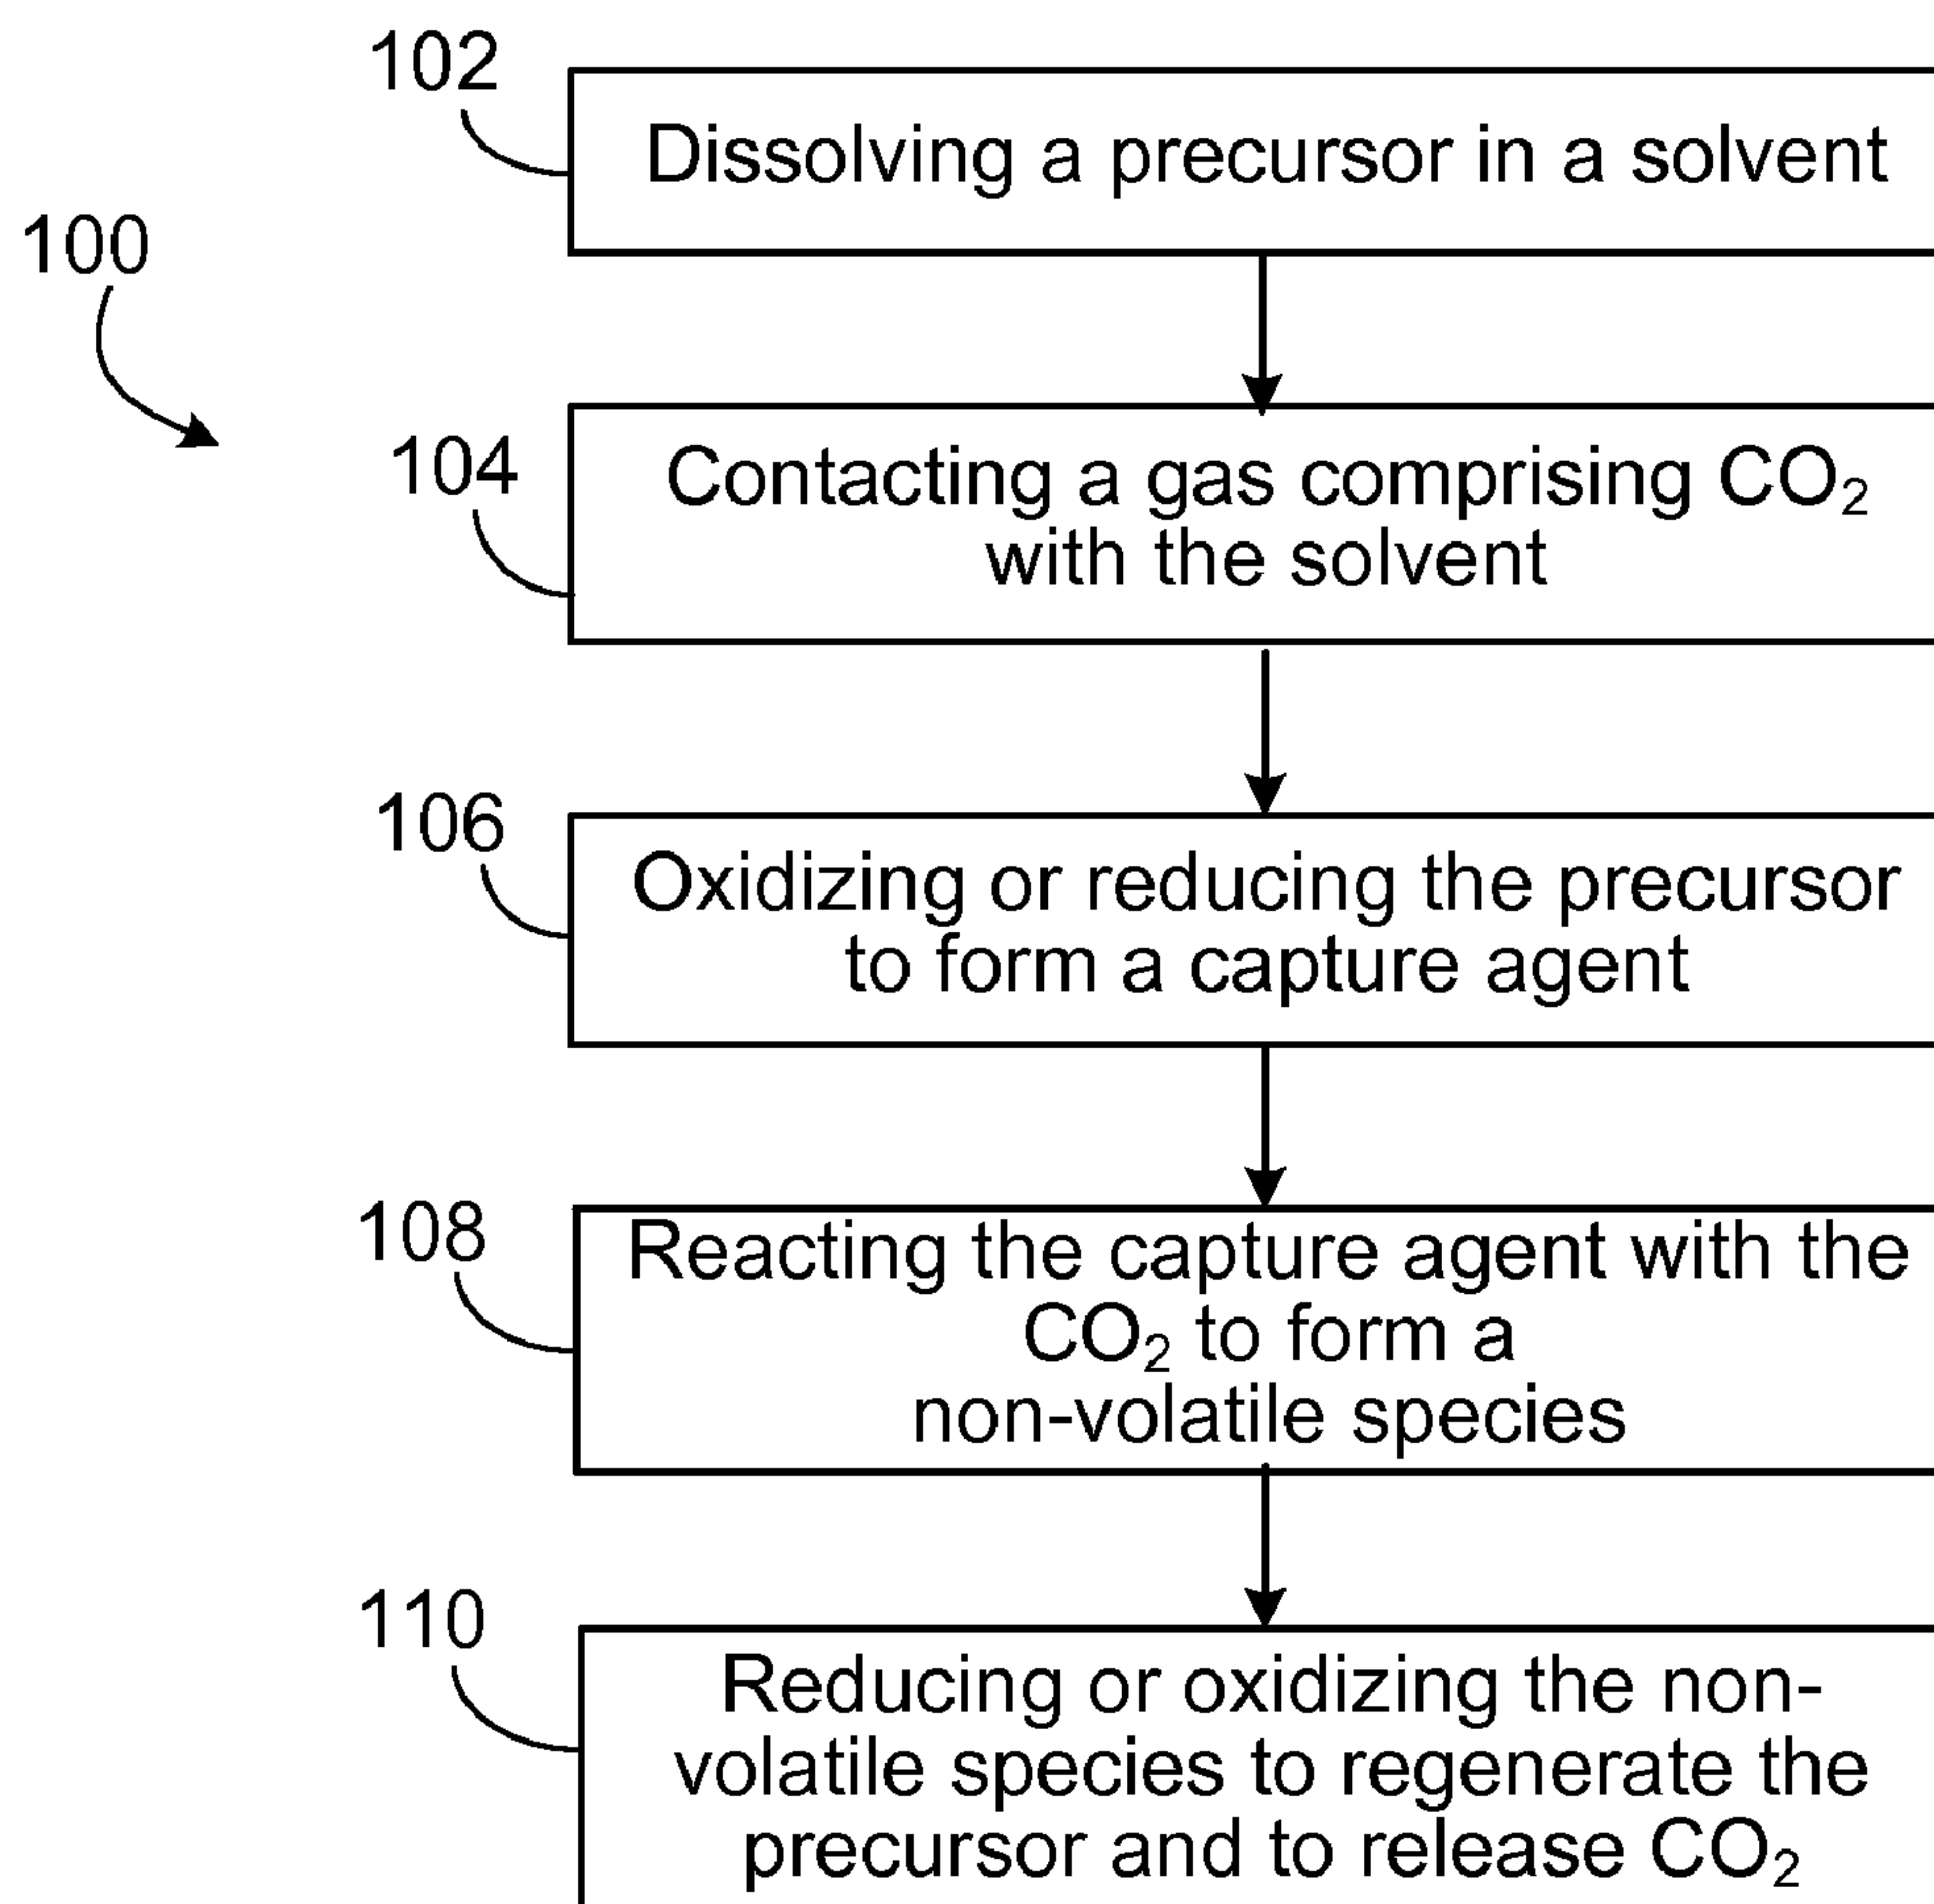 102
Dissolving a precursor in a solvent
100
104
Contacting a gas comprising CO₂
with the solvent
106
Oxidizing or reducing the precursor
to form a capture agent
108
Reacting the capture agent with the
CO₂ to form a
non-volatile species
110
Reducing or oxidizing the non-
volatile species to regenerate the
precursor and to release CO₂